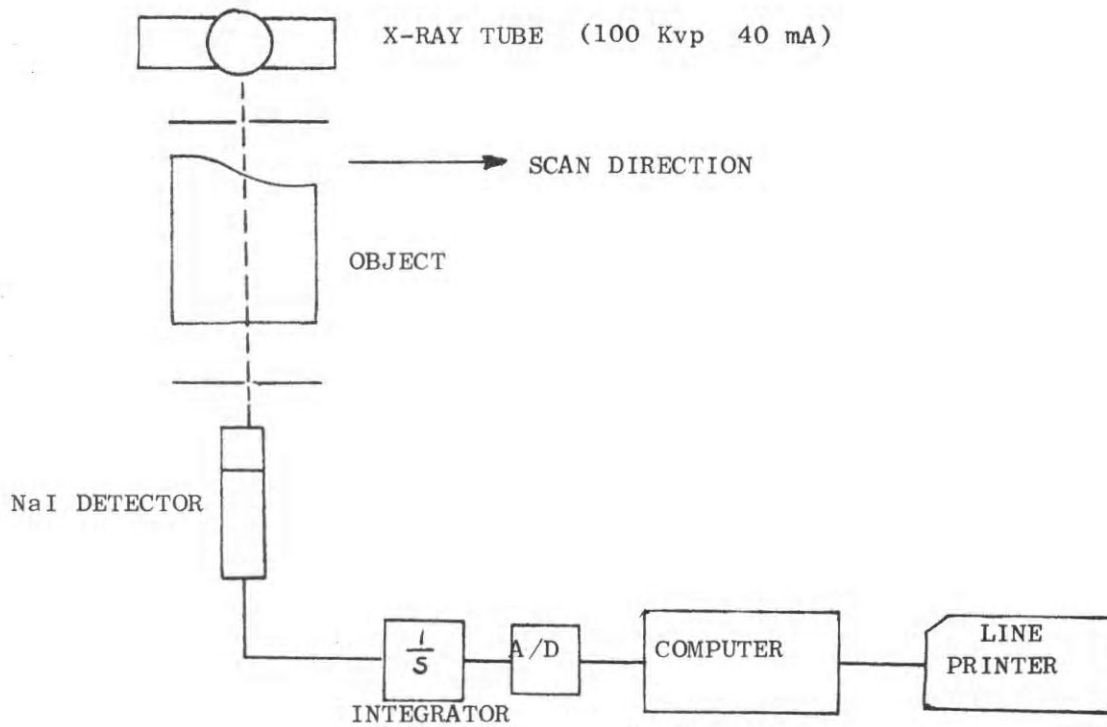 X-RAY TUBE (100 Kvp 40 mA)
SCAN DIRECTION
OBJECT
NaI DETECTOR
1
S
INTEGRATOR
A/D
COMPUTER
LINE
PRINTER